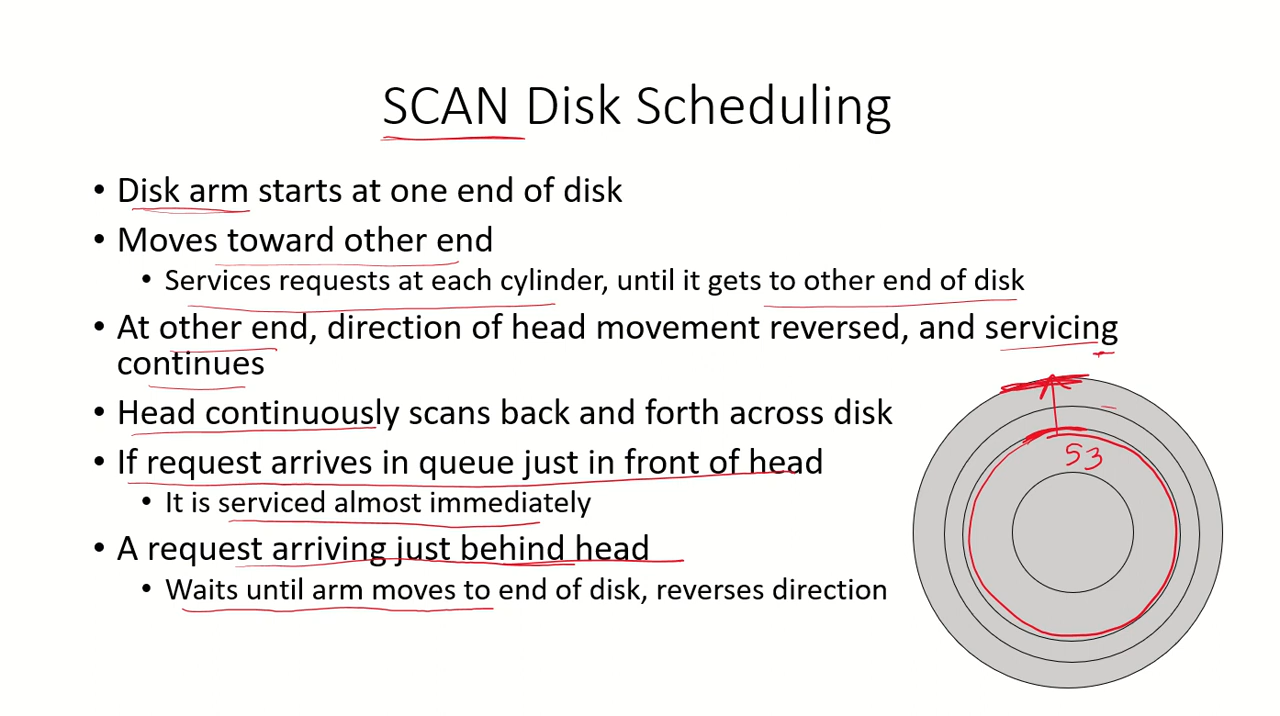 SCAN Disk Scheduling
• Disk arm starts at one end of disk
• Moves toward other end
• Services requests at each cylinder, until it gets to other end of disk
• At other end, direction of head movement reversed, and servicing
continues
• Head continuously scans back and forth across disk
• If request arrives in queue just in front of head
• It is serviced almost immediately
• A request arriving just behind head
• Waits until arm moves to end of disk, reverses direction
53